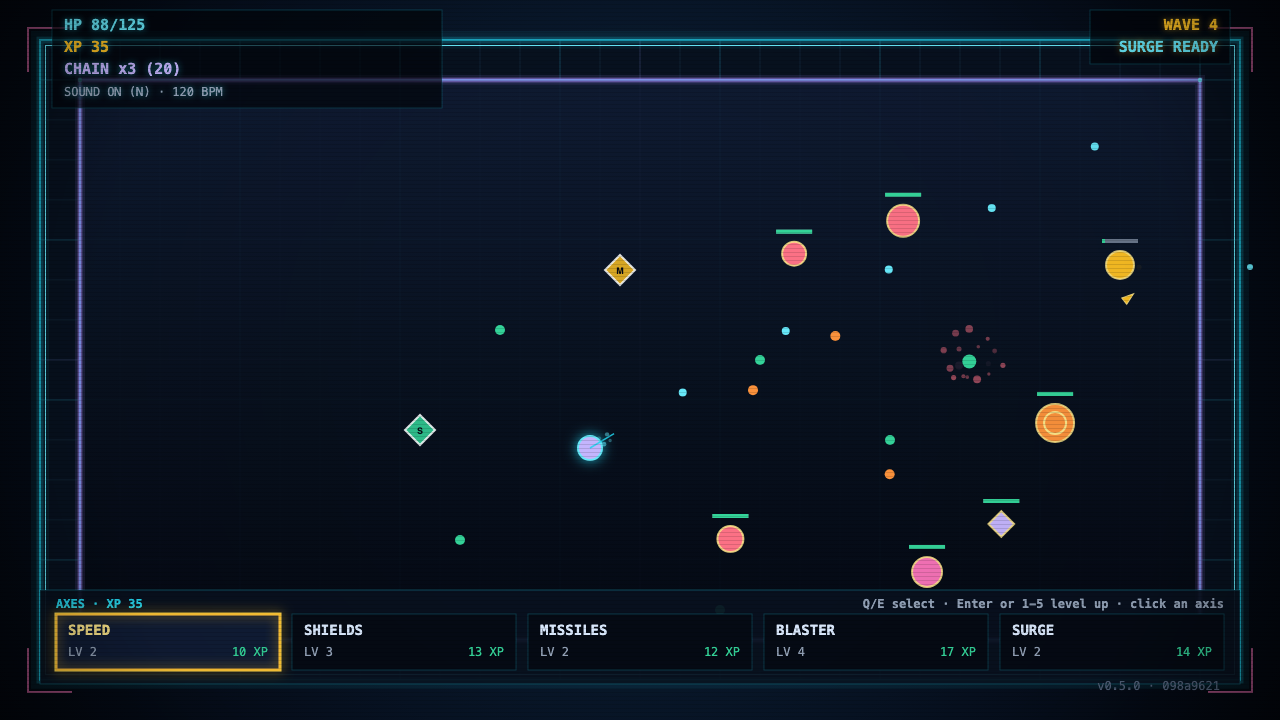 HP 88/125
XP 35
CHAIN x3 (20)
SOUND ON (N) · 120 BPM
WAVE 4
SURGE READY
M
S
AXES · XP 35
Q/E select · Enter or 1–5 level up · click an axis
SPEED
LV 2 10 XP
SHIELDS
LV 3 13 XP
MISSILES
LV 2 12 XP
BLASTER
LV 4 17 XP
SURGE
LV 2 14 XP
v0.5.0 · 098a9621